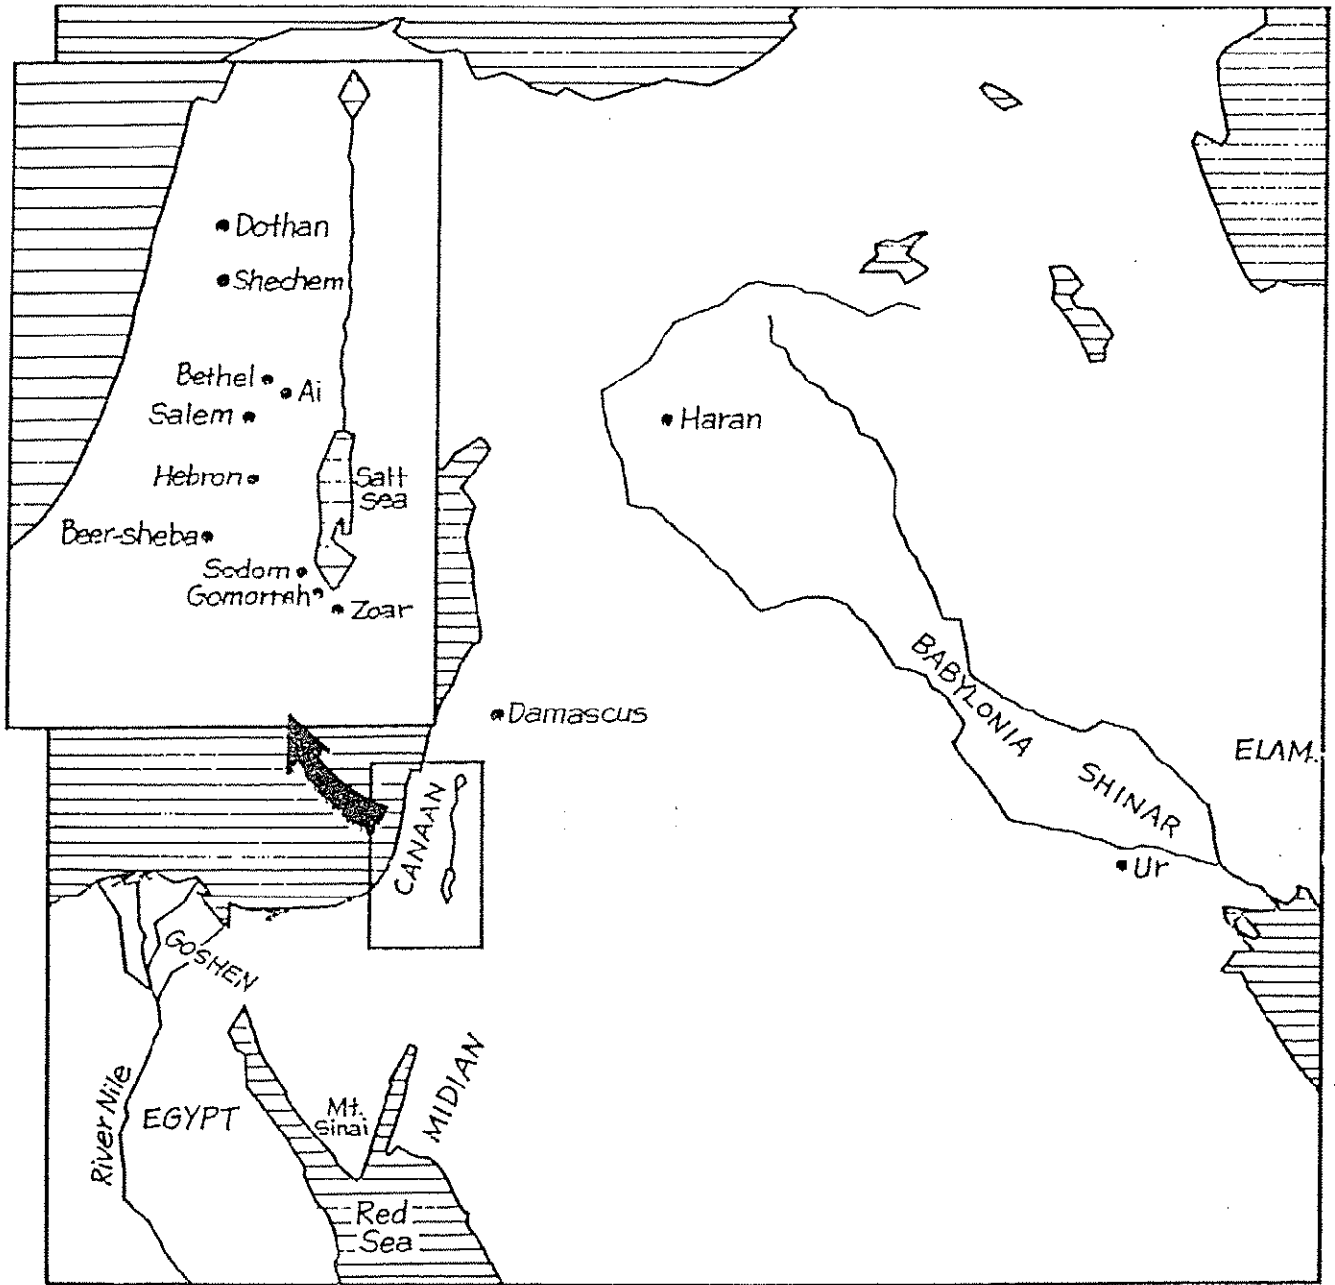 Dothan
Shechem
Bethel
Ai
Salem
Haran
Hebron
Salt
sea
Beer-sheba
Sodom
Gomorrah
Zoar
BABYLONIA
Damascus
ELAM.
SHINAR
CANAAN
Ur
GOSHEN
River Nile
EGYPT
Mt.
Sinai
MIDIAN
Red
Sea